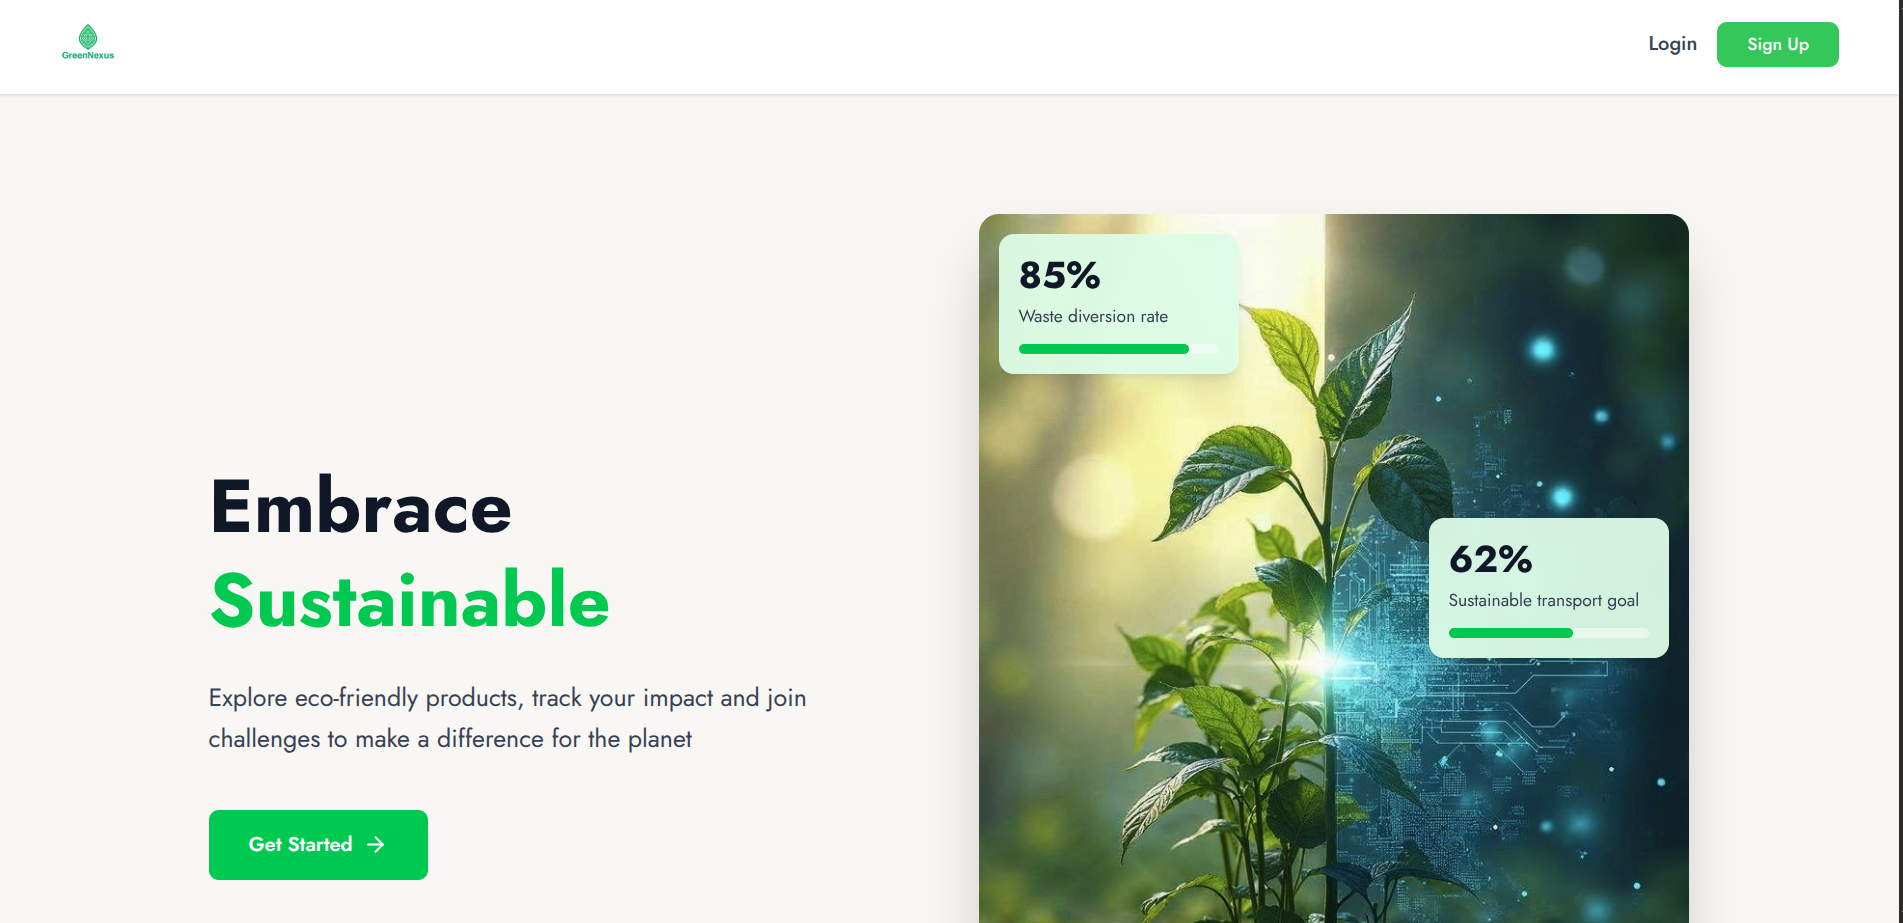 GreenNexus
Login
Sign Up
Embrace
Sustainable
Explore eco-friendly products, track your impact and join
challenges to make a difference for the planet
Get Started
85%
Waste diversion rate
62%
Sustainable transport goal